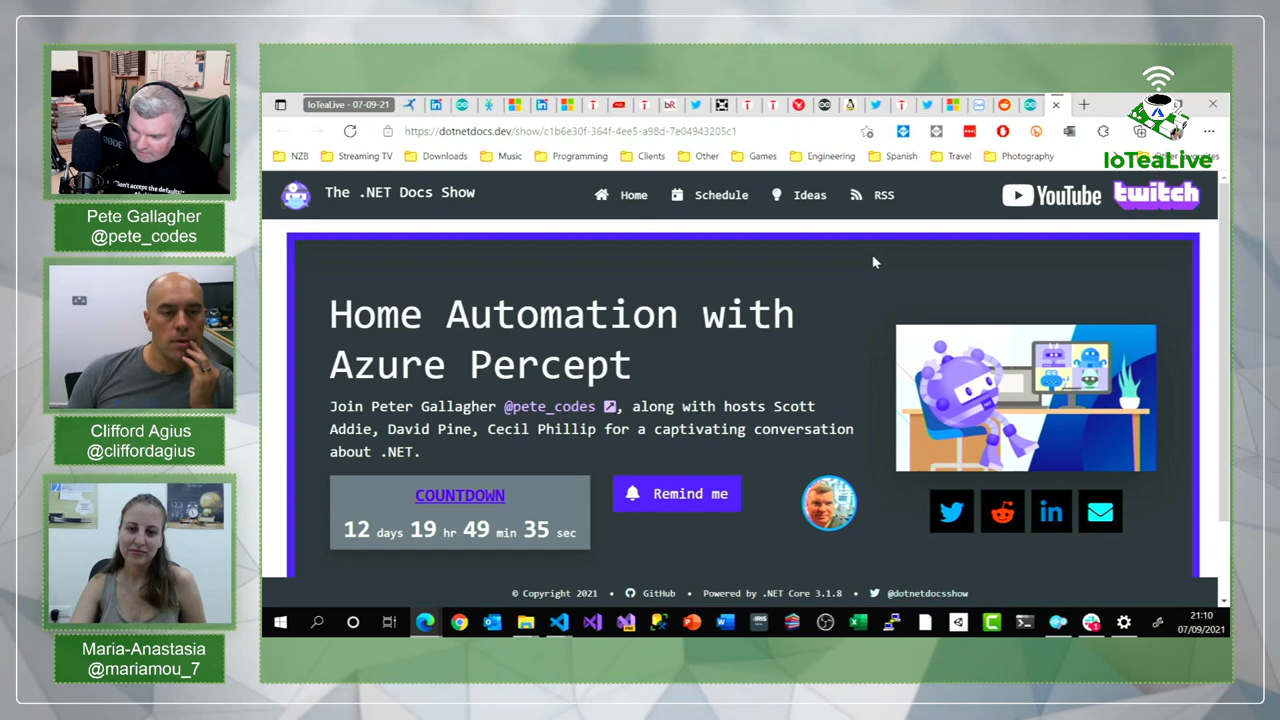 Pete Gallagher
@pete_codes
Clifford Agius
@cliffordagius
Maria-Anastasia
@mariamou_7
IoTeaLive
IoTeaLive - 07-09-21
https://dotnetdocs.dev/show/c1b6e30f-364f-4ee5-a98d-7e04943205c1
NZB Streaming TV Downloads Music Programming Clients Other Games Engineering Spanish Travel Photography
The .NET Docs Show
Home Schedule Ideas RSS
YouTube twitch
Home Automation with
Azure Percept
Join Peter Gallagher @pete_codes , along with hosts Scott
Addie, David Pine, Cecil Phillip for a captivating conversation
about .NET.
COUNTDOWN
12 days 19 hr 49 min 35 sec
Remind me
© Copyright 2021 • GitHub • Powered by .NET Core 3.1.8 • @dotnetdocsshow
21:10
07/09/2021